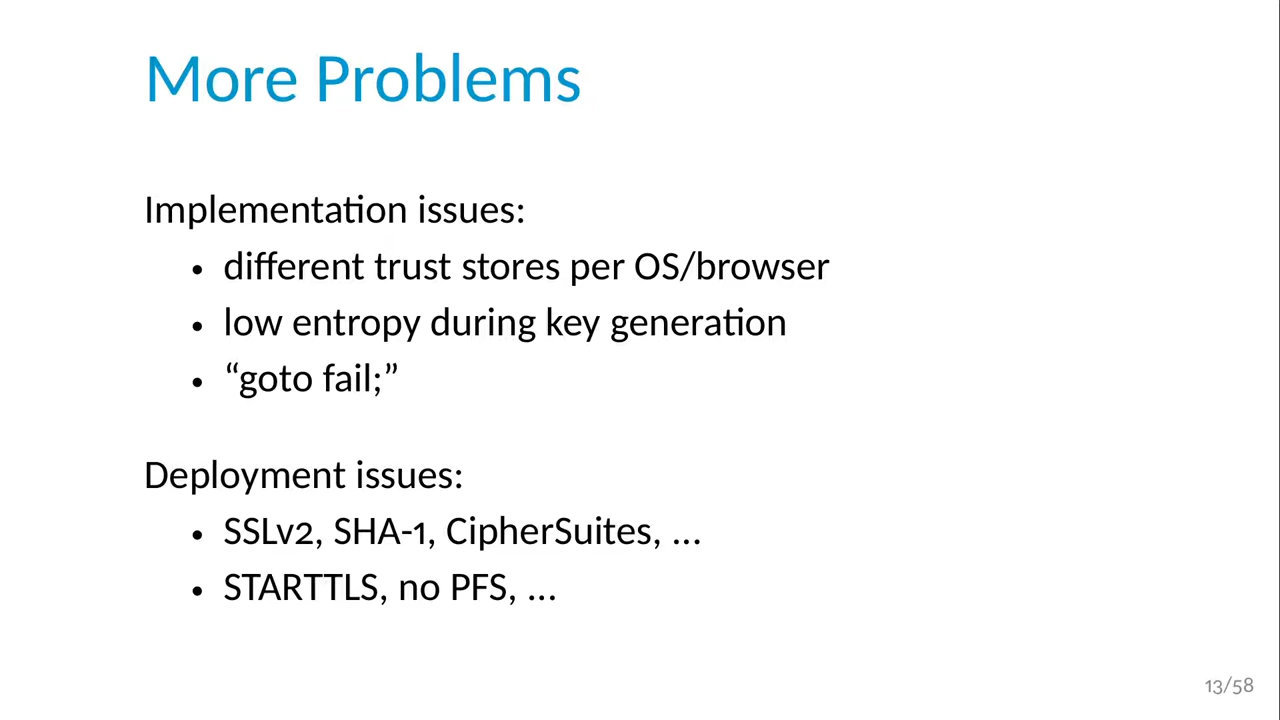 More Problems
Implementation issues:
• different trust stores per OS/browser
• low entropy during key generation
• “goto fail;”
Deployment issues:
• SSLv2, SHA-1, CipherSuites, ...
• STARTTLS, no PFS, ...
13/58